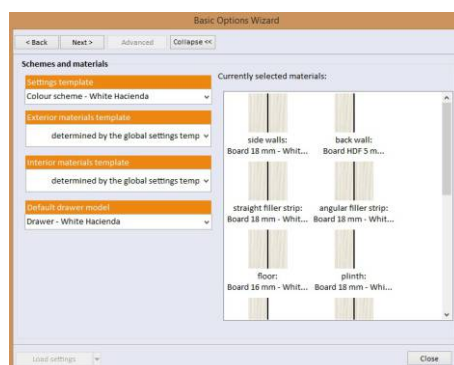 Basic Options Wizard
< Back Next > Advanced Collapse <<
Schemes and materials
Settings template
Colour scheme - White Hacienda
Exterior materials template
determined by the global settings temp
Interior materials template
determined by the global settings temp
Default drawer model
Drawer - White Hacienda
Currently selected materials:
side walls: back wall:
Board 18 mm - Whit... Board HDF 5 m...
straight filler strip: angular filler strip:
Board 18 mm - Whit... Board 18 mm - Whit...
floor: plinth:
Board 16 mm - Whit... Board 18 mm - Whi...
Load settings Close